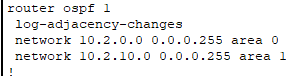 router ospf 1
 log-adjacency-changes
 network 10.2.0.0 0.0.0.255 area 0
 network 10.2.10.0 0.0.0.255 area 1
!